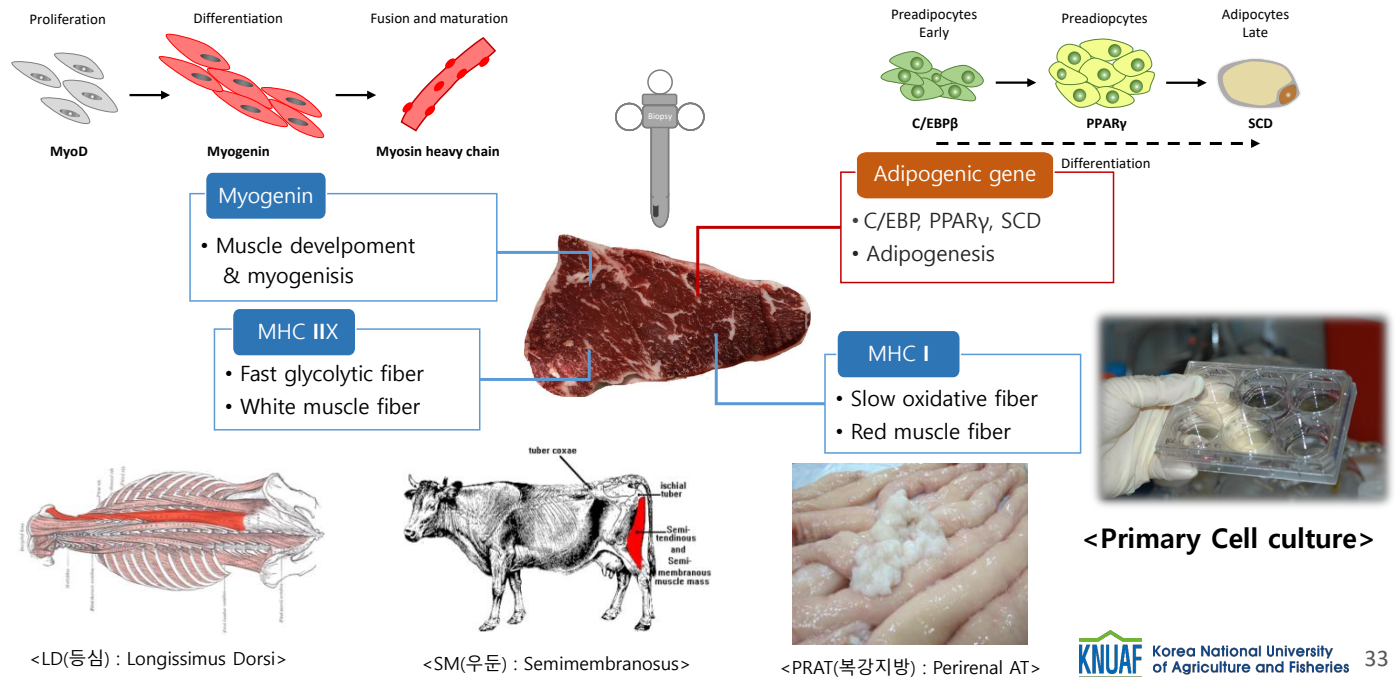 Proliferation
Differentiation
Fusion and maturation
MyoD
Myogenin
Myosin heavy chain
Biopsy
Preadipocytes
Early
Preadiopcytes
Adipocytes
Late
C/EBPβ
PPARγ
SCD
Differentiation
Myogenin
• Muscle develpoment
& myogenisis
Adipogenic gene
• C/EBP, PPARγ, SCD
• Adipogenesis
MHC IIX
• Fast glycolytic fiber
• White muscle fiber
MHC I
• Slow oxidative fiber
• Red muscle fiber
tuber coxae
ischial
tuber
Semi-
tendinous
and
Semi-
membranous
muscle mass
<Primary Cell culture>
<LD(등심) : Longissimus Dorsi>
<SM(우둔) : Semimembranosus>
<PRAT(복강지방) : Perirenal AT>
KNUAF
Korea National University
of Agriculture and Fisheries
33